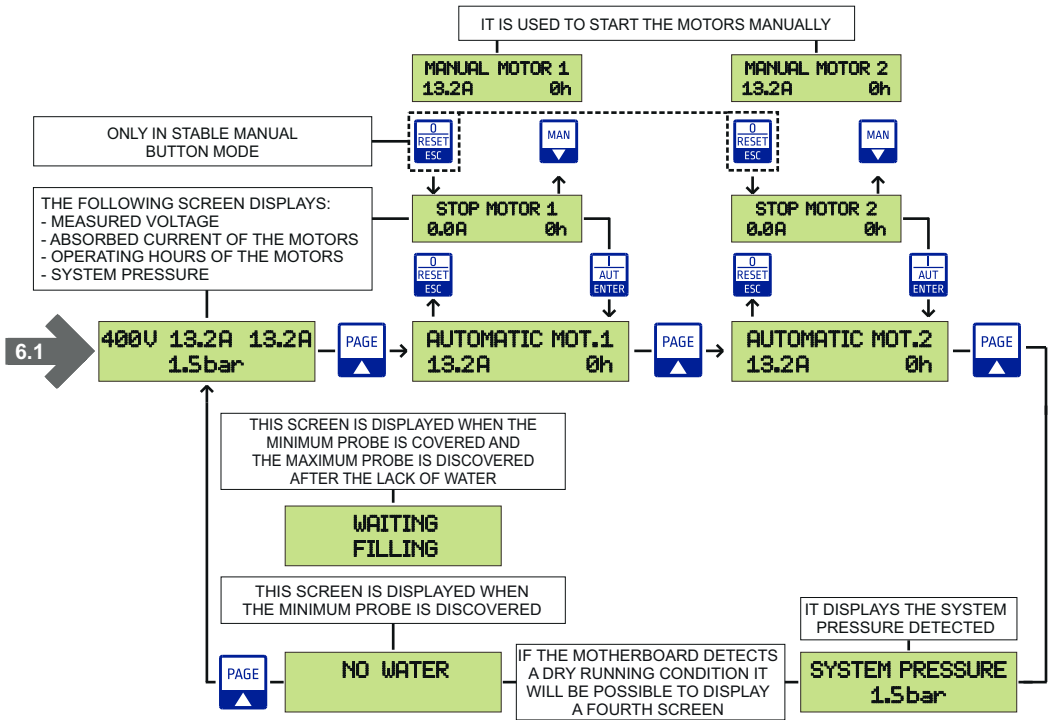 IT IS USED TO START THE MOTORS MANUALLY
MANUAL MOTOR 1
13.2A 0h
MANUAL MOTOR 2
13.2A 0h
ONLY IN STABLE MANUAL
BUTTON MODE
0
RESET
ESC
MAN
0
RESET
ESC
MAN
THE FOLLOWING SCREEN DISPLAYS:
- MEASURED VOLTAGE
- ABSORBED CURRENT OF THE MOTORS
- OPERATING HOURS OF THE MOTORS
- SYSTEM PRESSURE
STOP MOTOR 1
0.0A 0h
STOP MOTOR 2
0.0A 0h
0
RESET
ESC
I
AUT
ENTER
0
RESET
ESC
I
AUT
ENTER
6.1
400V 13.2A 13.2A
1.5bar
PAGE
AUTOMATIC MOT.1
13.2A 0h
PAGE
AUTOMATIC MOT.2
13.2A 0h
PAGE
THIS SCREEN IS DISPLAYED WHEN THE
MINIMUM PROBE IS COVERED AND
THE MAXIMUM PROBE IS DISCOVERED
AFTER THE LACK OF WATER
WAITING
FILLING
THIS SCREEN IS DISPLAYED WHEN
THE MINIMUM PROBE IS DISCOVERED
IT DISPLAYS THE SYSTEM
PRESSURE DETECTED
PAGE
NO WATER
IF THE MOTHERBOARD DETECTS
A DRY RUNNING CONDITION IT
WILL BE POSSIBLE TO DISPLAY
A FOURTH SCREEN
SYSTEM PRESSURE
1.5bar